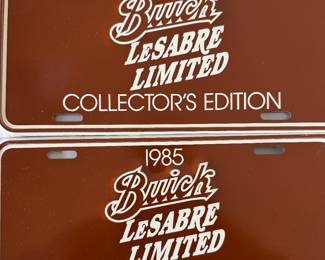 Buick
LeSABRE
LIMITED
COLLECTOR'S EDITION
1985
Buick
LeSABRE
LIMITED